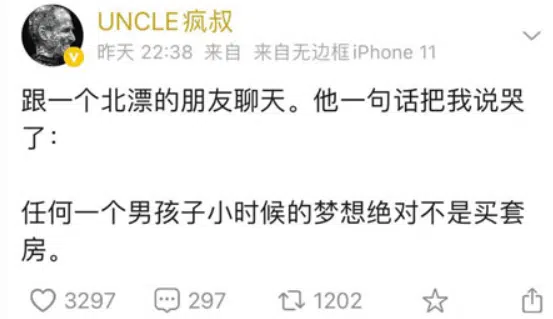 UNCLE疯叔
昨天 22:38 来自 来自无边框iPhone 11
跟一个北漂的朋友聊天。他一句话把我说哭
了：
任何一个男孩子小时候的梦想绝对不是买套
房。
3297 297 1202